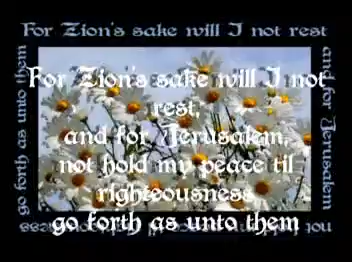 For Zion's sake will I not rest
For Zion's sake will I not
rest,
and for Jerusalem,
not hold my peace til
righteousness
go forth as unto them
and for Jerusalem
not
go forth as unto them